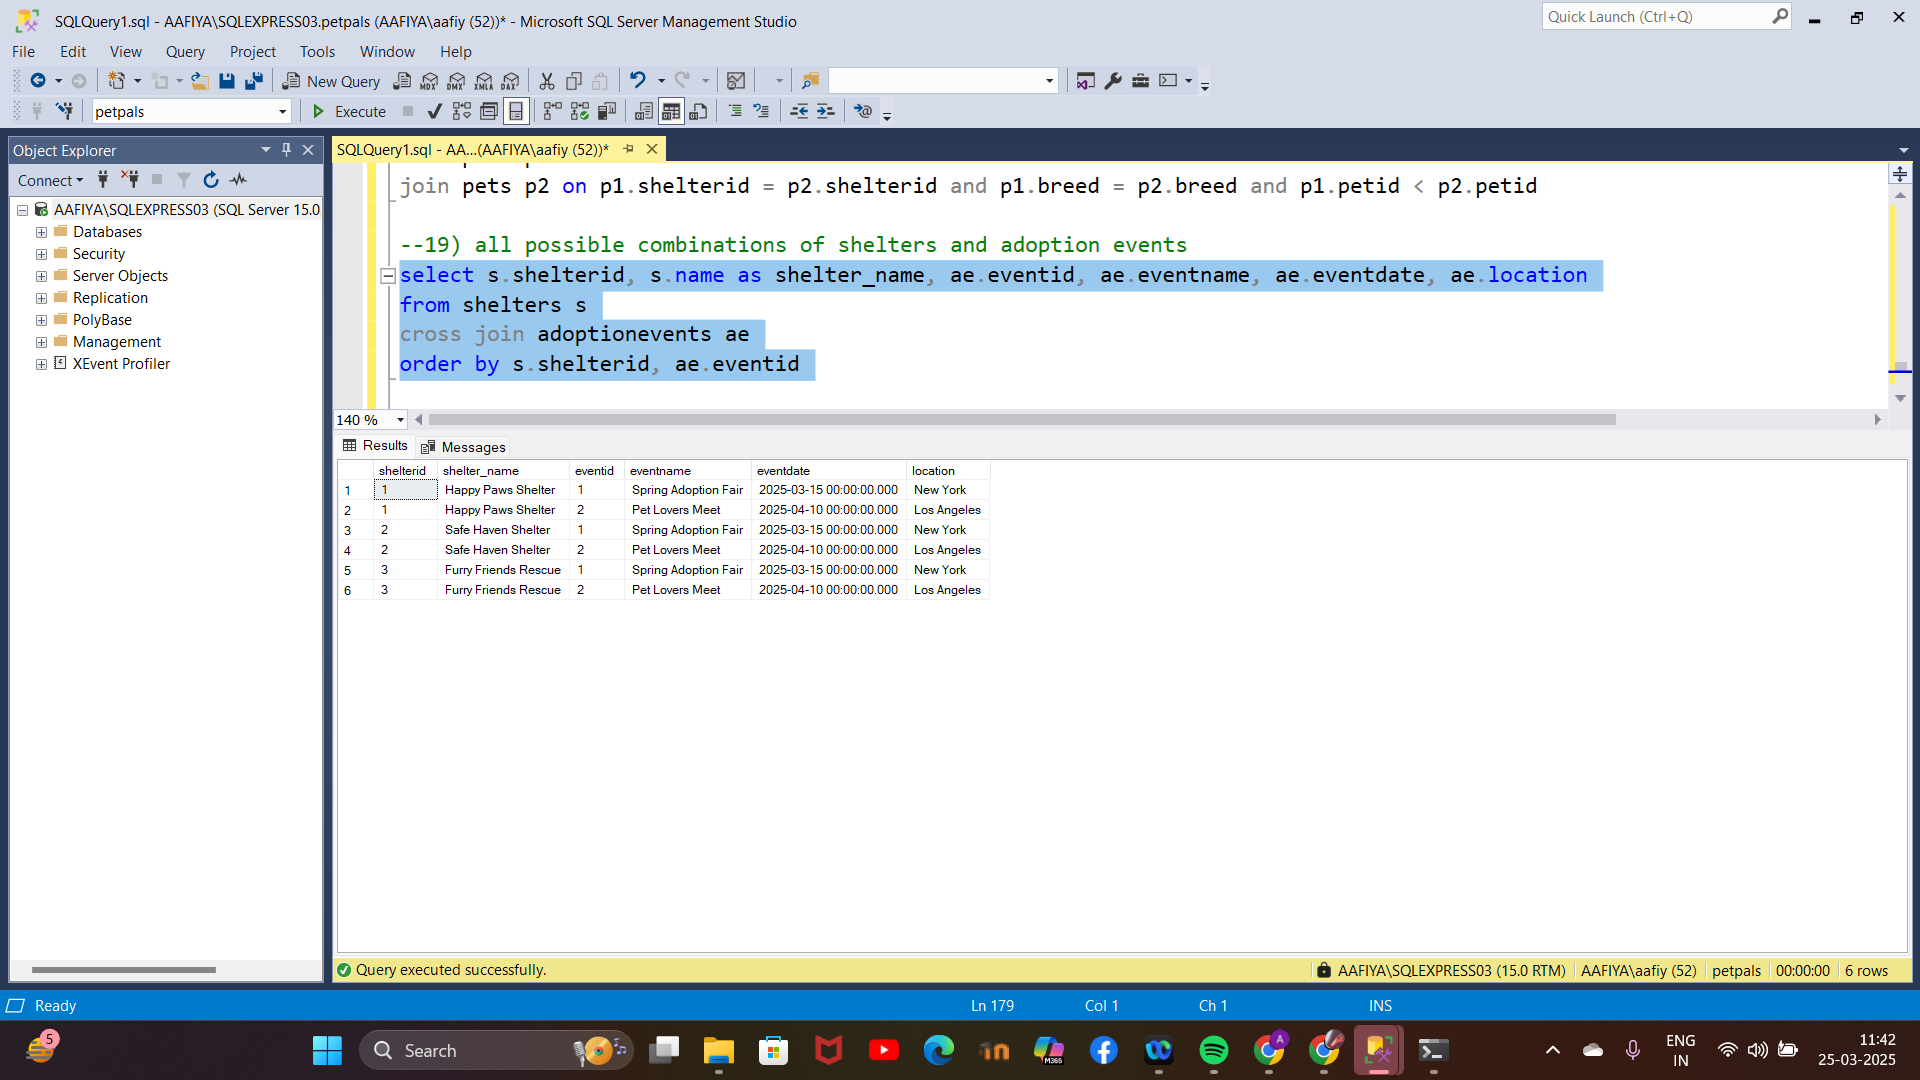 SQLQuery1.sql - AAFIYA\SQLEXPRESS03.petpals (AAFIYA\aafiy (52))* - Microsoft SQL Server Management Studio
Quick Launch (Ctrl+Q)
File Edit View Query Project Tools Window Help
New Query
MDX DMX XMLA DAX
petpals
Execute
Object Explorer
SQLQuery1.sql - AA...(AAFIYA\aafiy (52))*
Connect
AAFIYA\SQLEXPRESS03 (SQL Server 15.0
Databases
Security
Server Objects
Replication
PolyBase
Management
XEvent Profiler
join pets p2 on p1.shelterid = p2.shelterid and p1.breed = p2.breed and p1.petid < p2.petid
--19) all possible combinations of shelters and adoption events
select s.shelterid, s.name as shelter_name, ae.eventid, ae.eventname, ae.eventdate, ae.location
from shelters s
cross join adoptionevents ae
order by s.shelterid, ae.eventid
140 %
Results Messages
shelterid shelter_name eventid eventname eventdate location
1 1 Happy Paws Shelter 1 Spring Adoption Fair 2025-03-15 00:00:00.000 New York
2 1 Happy Paws Shelter 2 Pet Lovers Meet 2025-04-10 00:00:00.000 Los Angeles
3 2 Safe Haven Shelter 1 Spring Adoption Fair 2025-03-15 00:00:00.000 New York
4 2 Safe Haven Shelter 2 Pet Lovers Meet 2025-04-10 00:00:00.000 Los Angeles
5 3 Furry Friends Rescue 1 Spring Adoption Fair 2025-03-15 00:00:00.000 New York
6 3 Furry Friends Rescue 2 Pet Lovers Meet 2025-04-10 00:00:00.000 Los Angeles
Query executed successfully.
AAFIYA\SQLEXPRESS03 (15.0 RTM) AAFIYA\aafiy (52) petpals 00:00:00 6 rows
Ready
Ln 179 Col 1 Ch 1 INS
5
Search
M365
A
ENG
IN
11:42
25-03-2025